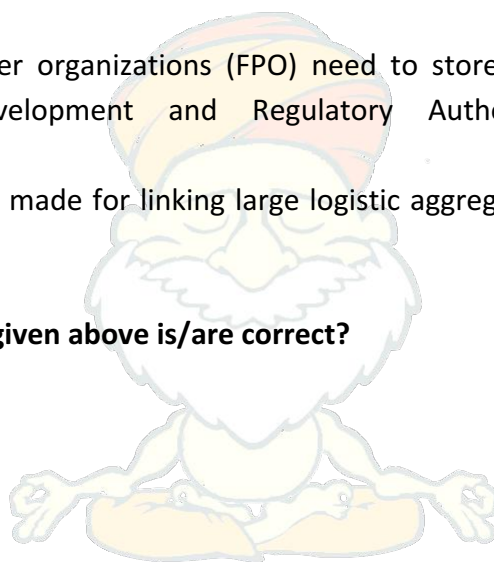 er organizations (FPO) need to store
velopment and Regulatory Autho
made for linking large logistic aggreg
given above is/are correct?